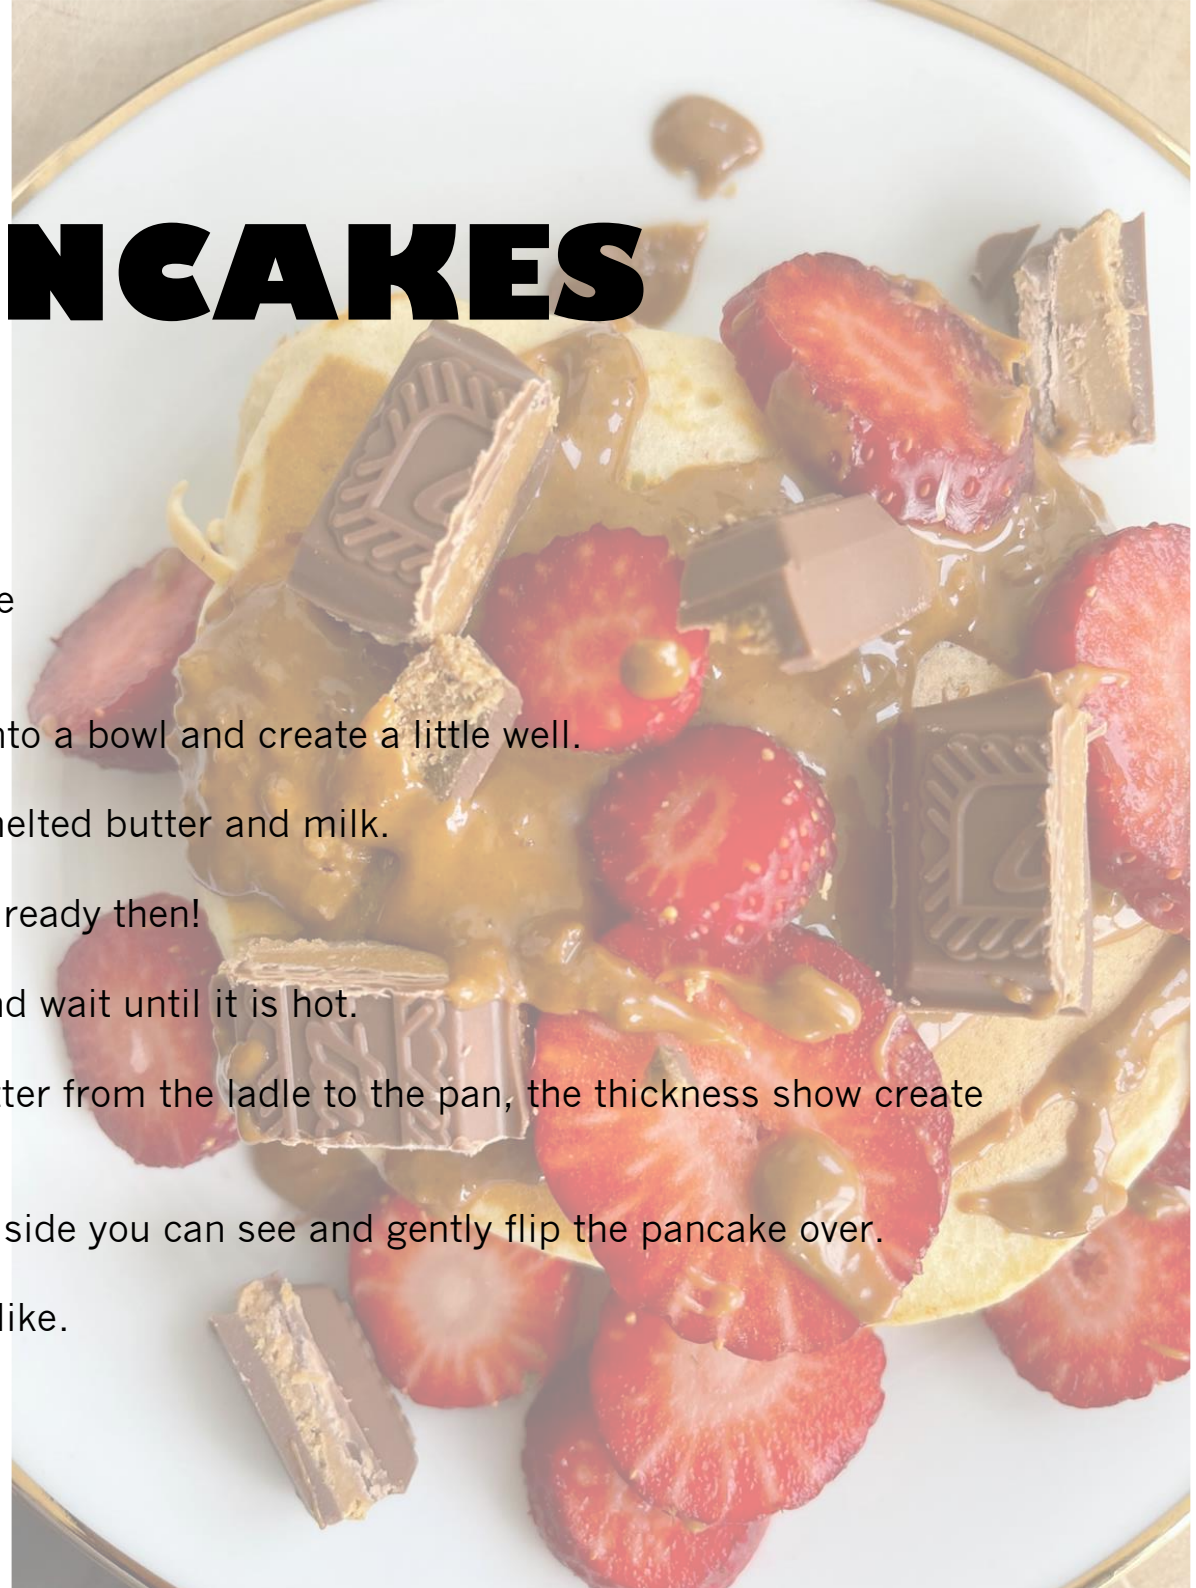 NCAKES
e
nto a bowl and create a little well.
elted butter and milk.
ready then!
nd wait until it is hot.
tter from the ladle to the pan, the thickness show create
side you can see and gently flip the pancake over.
like.